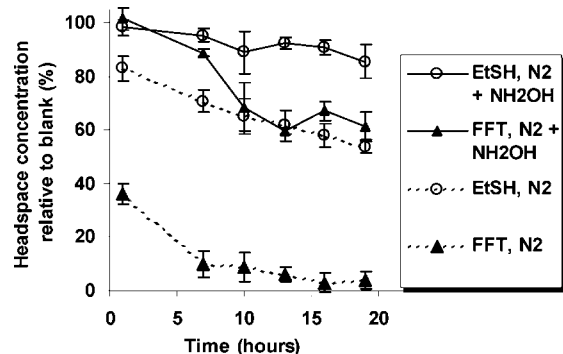 Headspace concentration
relative to blank (%)
100
80
60
40
20
0
0
5
10
15
20
Time (hours)
EtSH, N2
+ NH2OH
FFT, N2 +
NH2OH
EtSH, N2
FFT, N2